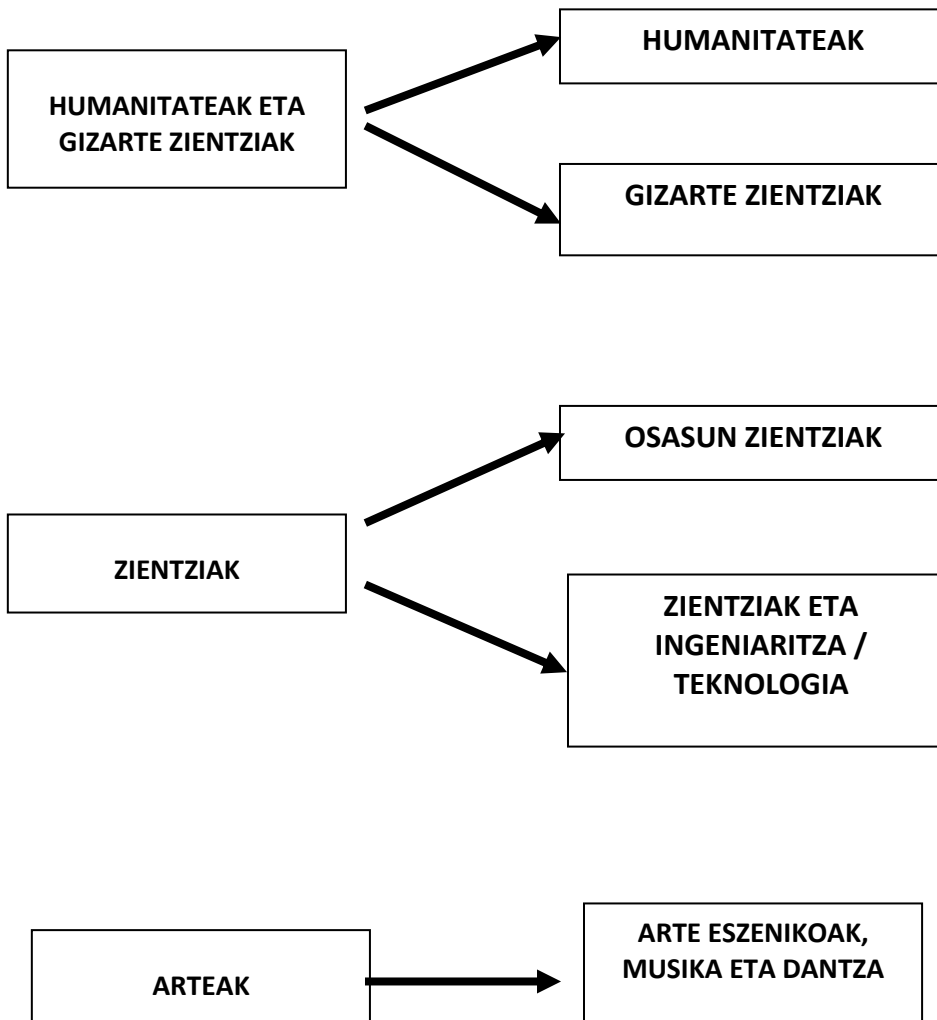 HUMANITATEAK ETA
GIZARTE ZIENTZIAK
HUMANITATEAK
GIZARTE ZIENTZIAK
ZIENTZIAK
OSASUN ZIENTZIAK
ZIENTZIAK ETA
INGENIARITZA /
TEKNOLOGIA
ARTEAK
ARTE ESZENIKOAK,
MUSIKA ETA DANTZA